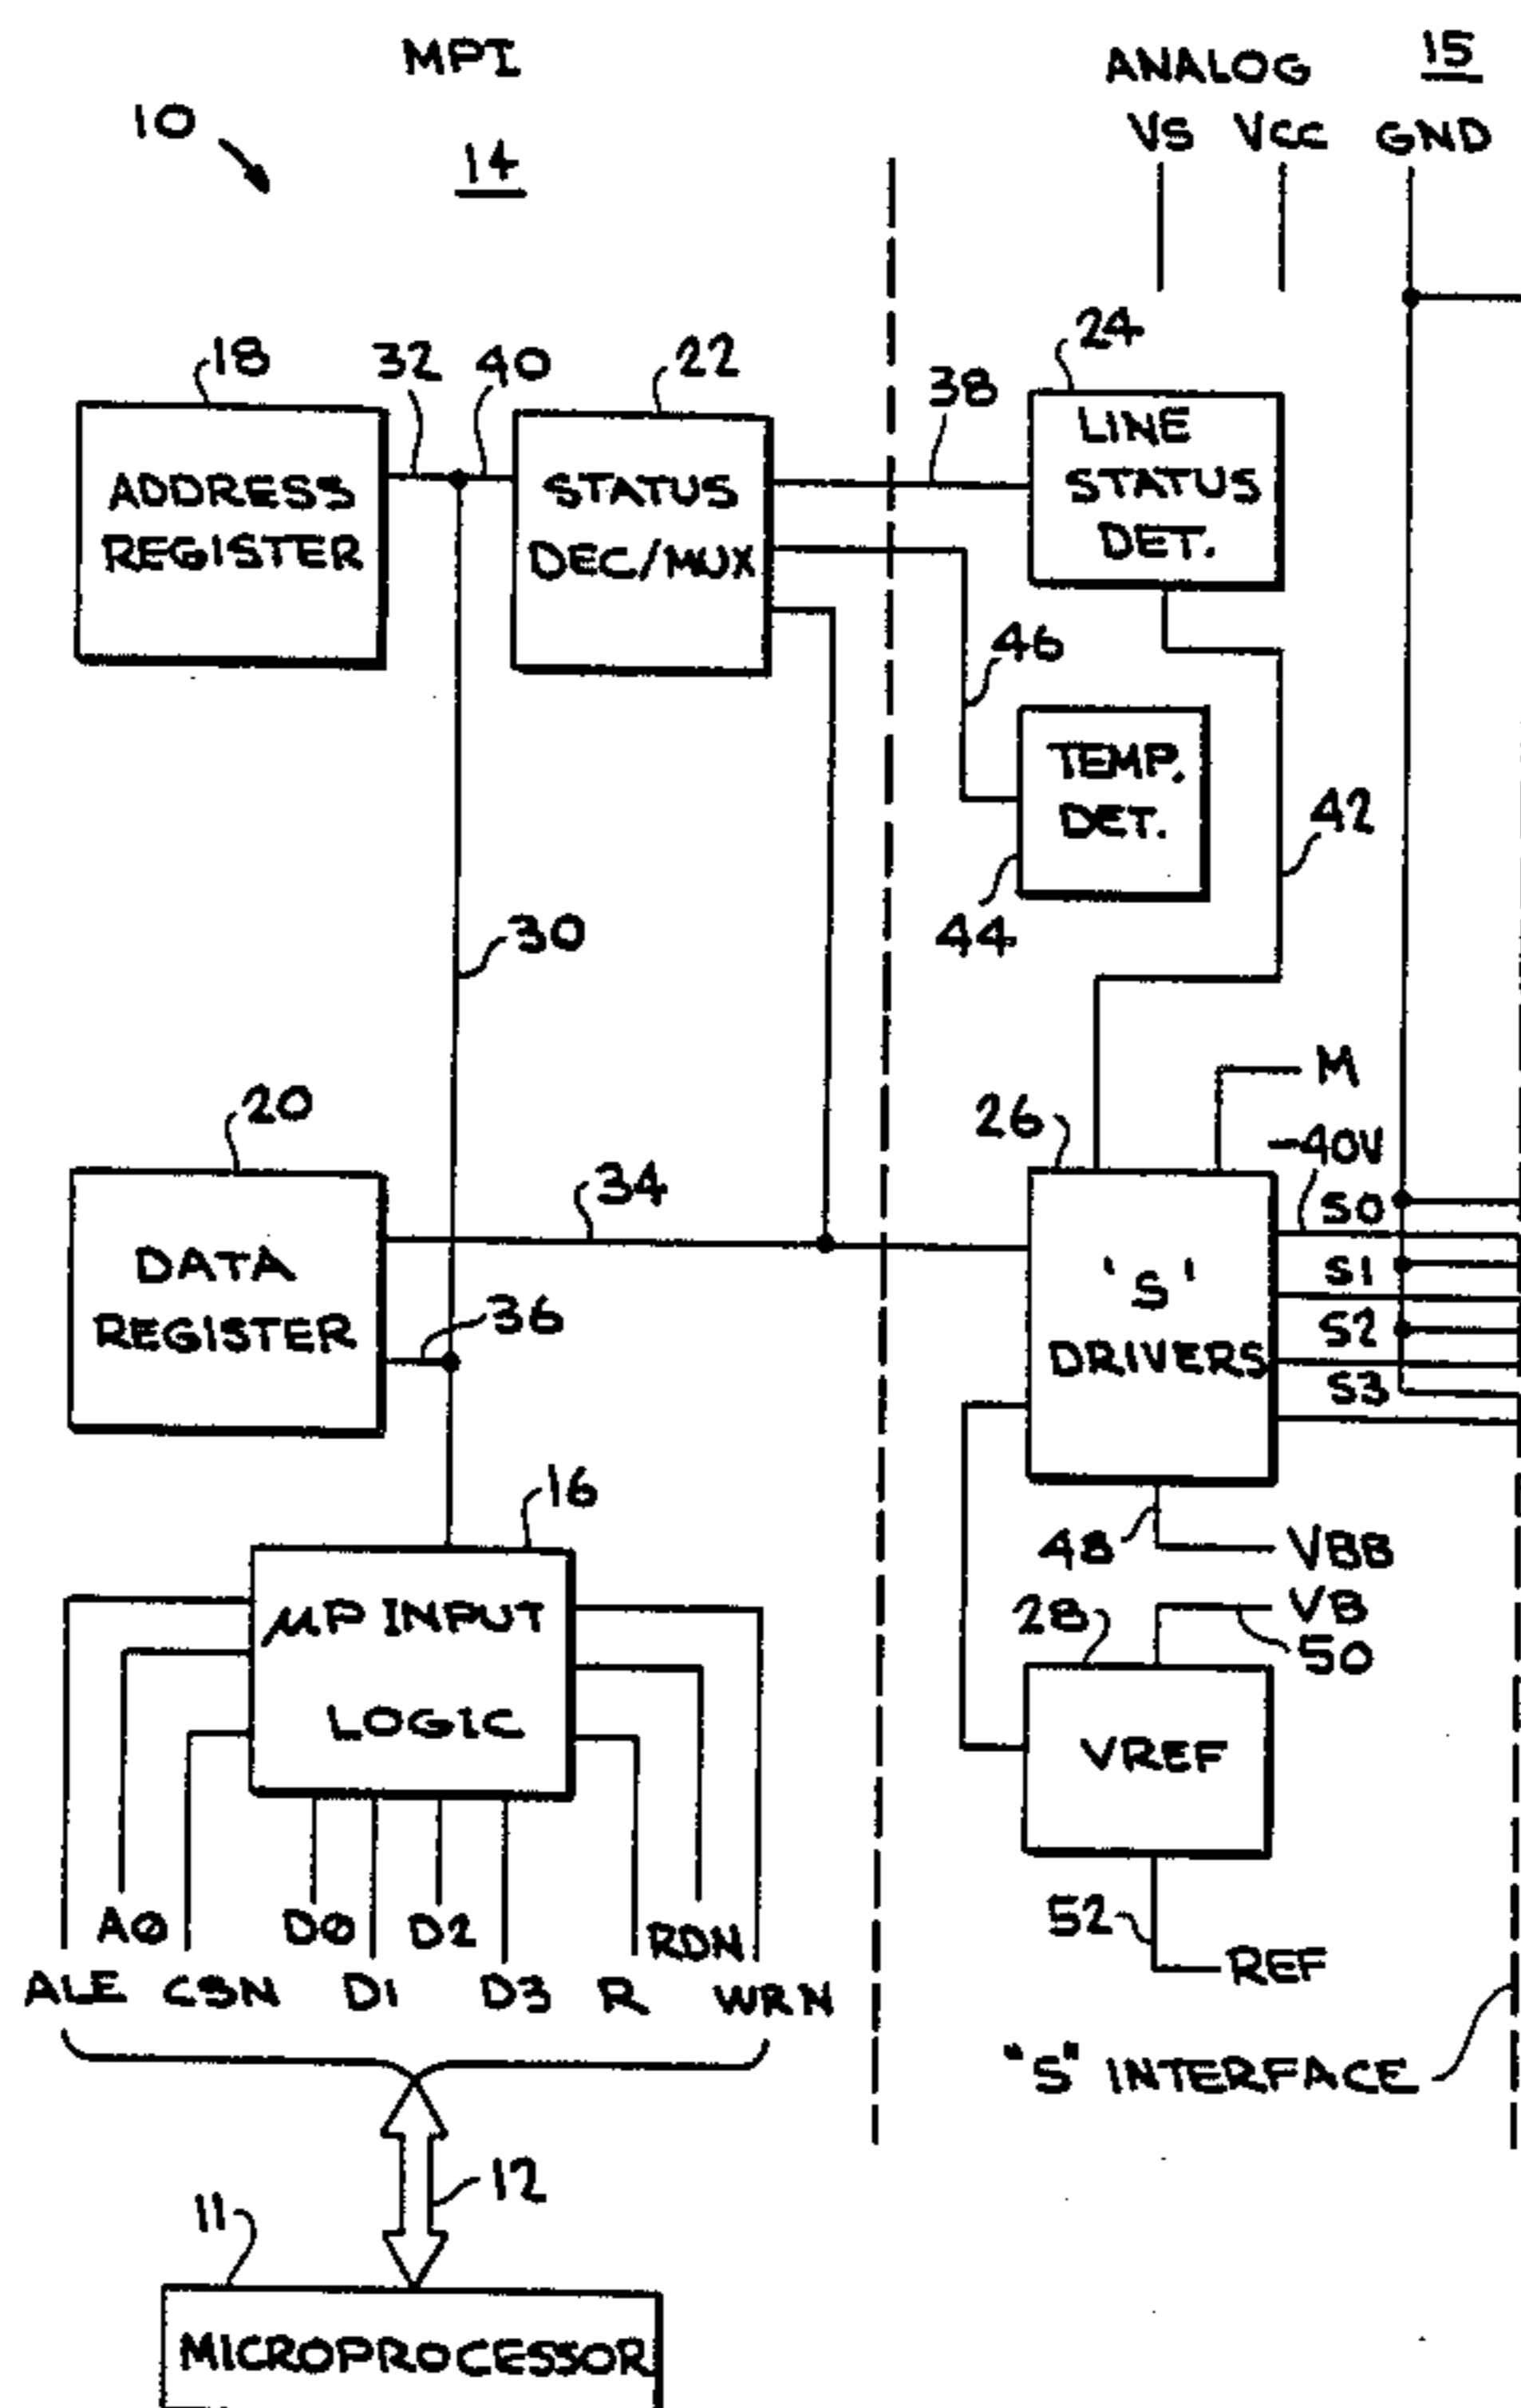 MPI
ANALOG
15
10
14
VS VCC GND
18
32
40
22
38
24
ADDRESS
REGISTER
STATUS
DEC/MUX
LINE
STATUS
DET.
46
TEMP.
DET.
42
44
30
M
20
26
-40V
34
S0
DATA
REGISTER
36
'S'
DRIVERS
S1
S2
S3
16
48
VBB
VB
28
50
µP INPUT
LOGIC
VREF
52
REF
A0 D0 D2 RDN
ALE CSN D1 D3 R WRN
"S" INTERFACE
12
11
MICROPROCESSOR